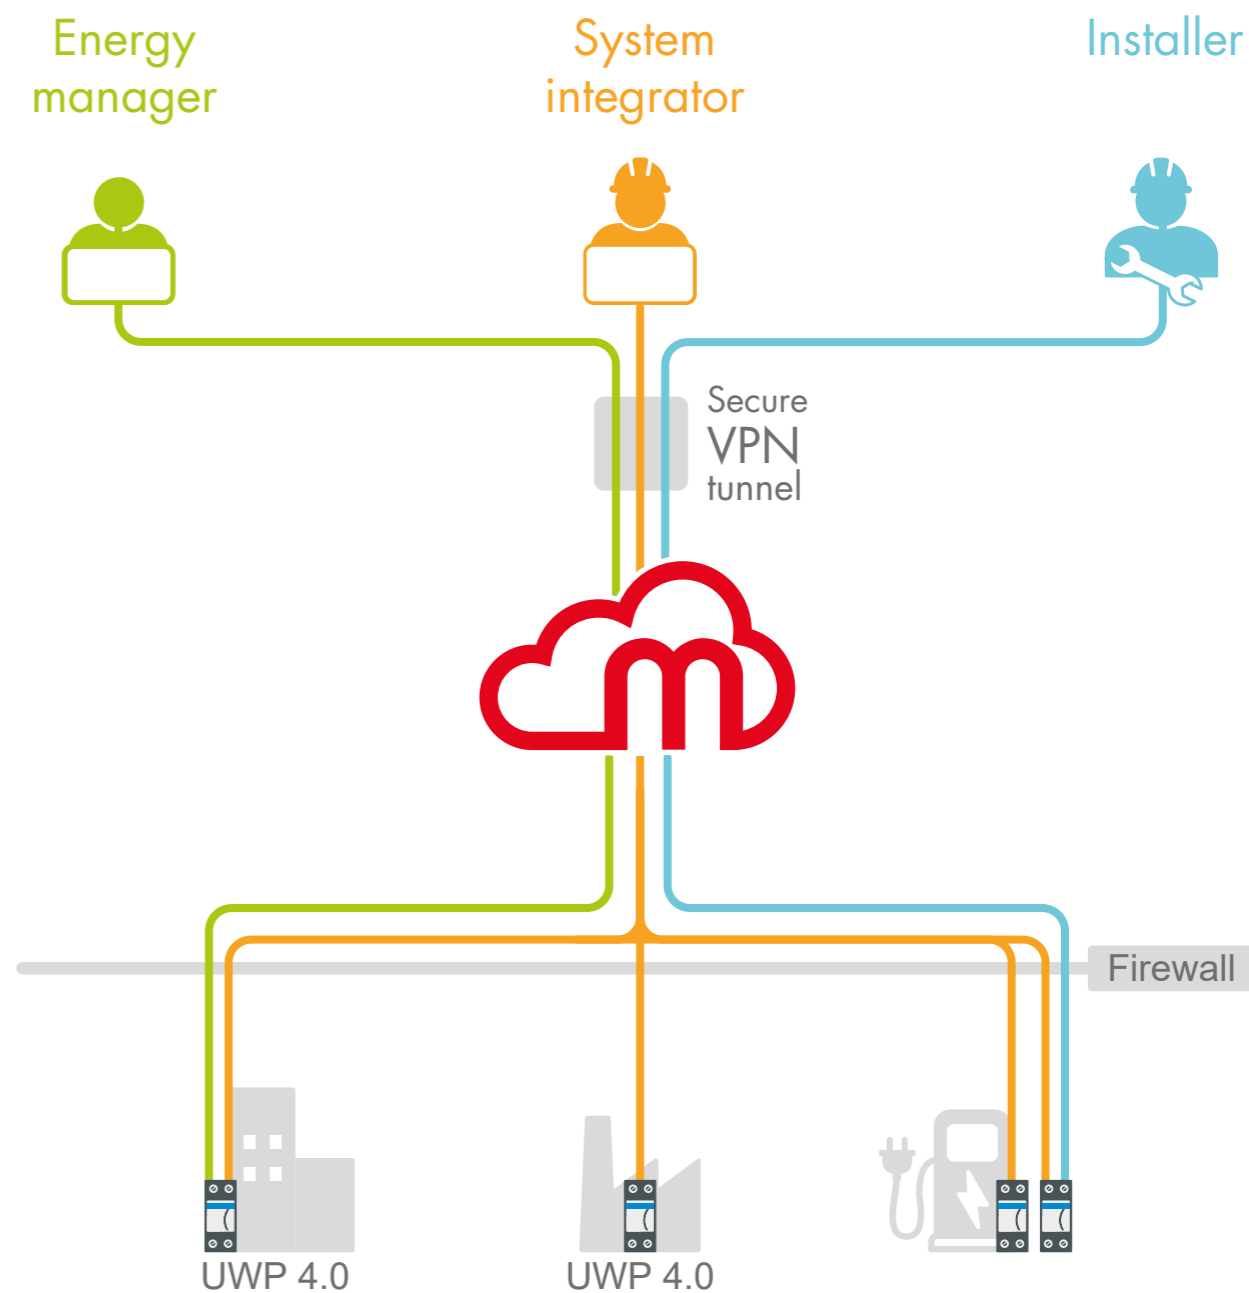 Energy
manager
System
integrator
Installer
Secure
VPN
tunnel
m
Firewall
UWP 4.0
UWP 4.0